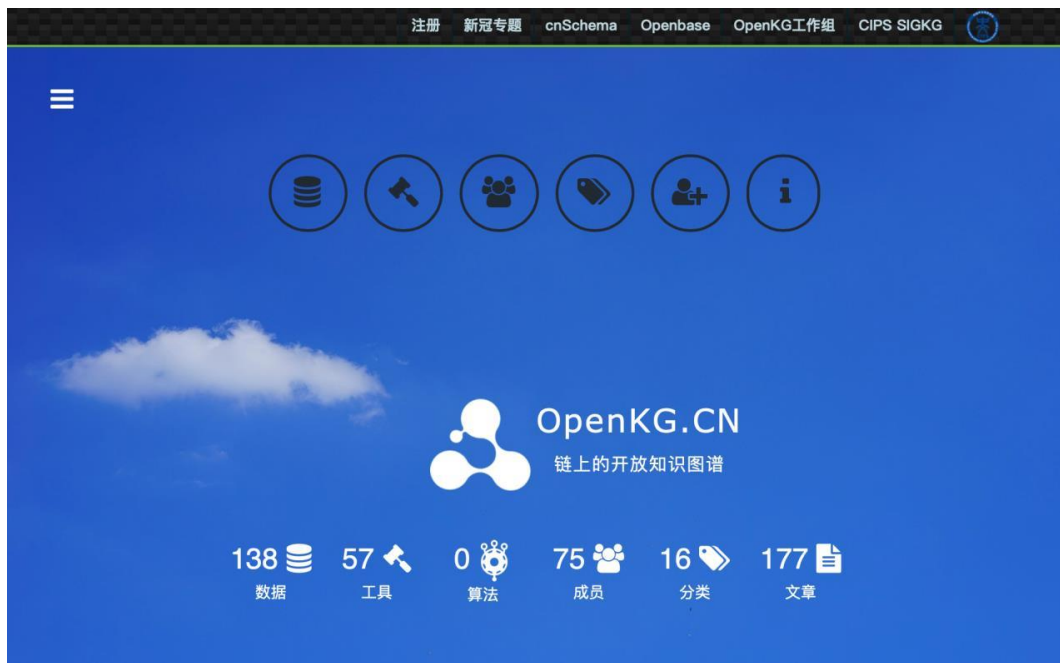 注册 新冠专题 cnSchema Openbase OpenKG工作组 CIPS SIGKG
OpenKG.CN
链上的开放知识图谱
138 57 0 75 16 177
数据 工具 算法 成员 分类 文章